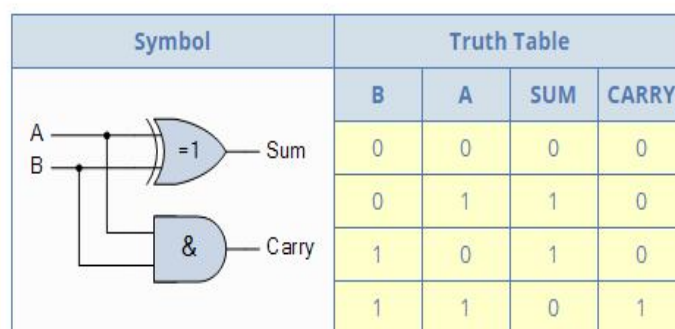 Symbol
Truth Table
B A SUM CARRY
A
B
=1
Sum
&
Carry
0 0 0 0
0 1 1 0
1 0 1 0
1 1 0 1